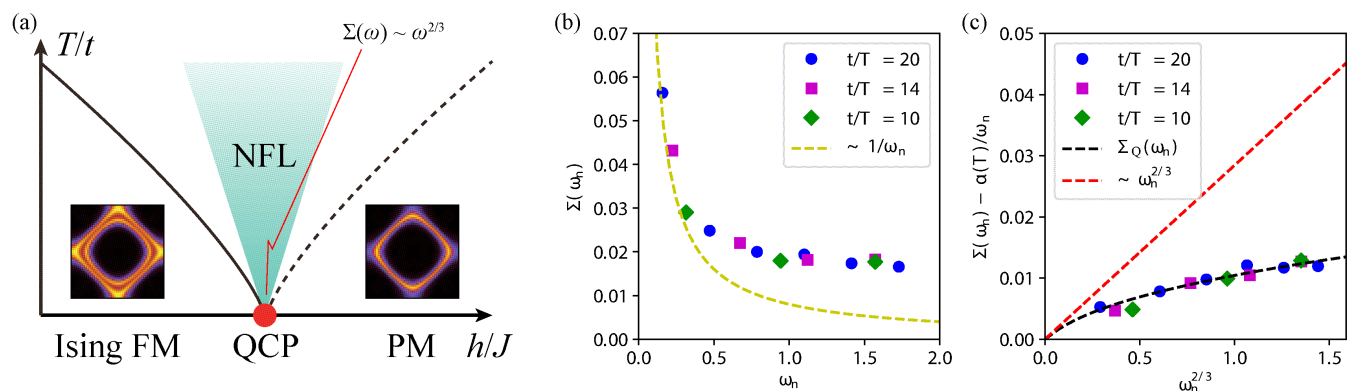 (a)
T/t
Σ(ω) ~ ω^{2/3}
NFL
Ising FM
QCP
PM
h/J
(b)
0.07
0.06
0.05
0.04
0.03
0.02
0.01
0.00
Σ(ω_n)
t/T = 20
t/T = 14
t/T = 10
~ 1/ω_n
0.0
0.5
1.0
1.5
2.0
ω_n
(c)
0.05
0.04
0.03
0.02
0.01
0.00
Σ(ω_n) − α(T)/ω_n
t/T = 20
t/T = 14
t/T = 10
Σ_Q(ω_n)
~ ω_n^{2/3}
0.0
0.5
1.0
1.5
ω_n^{2/3}